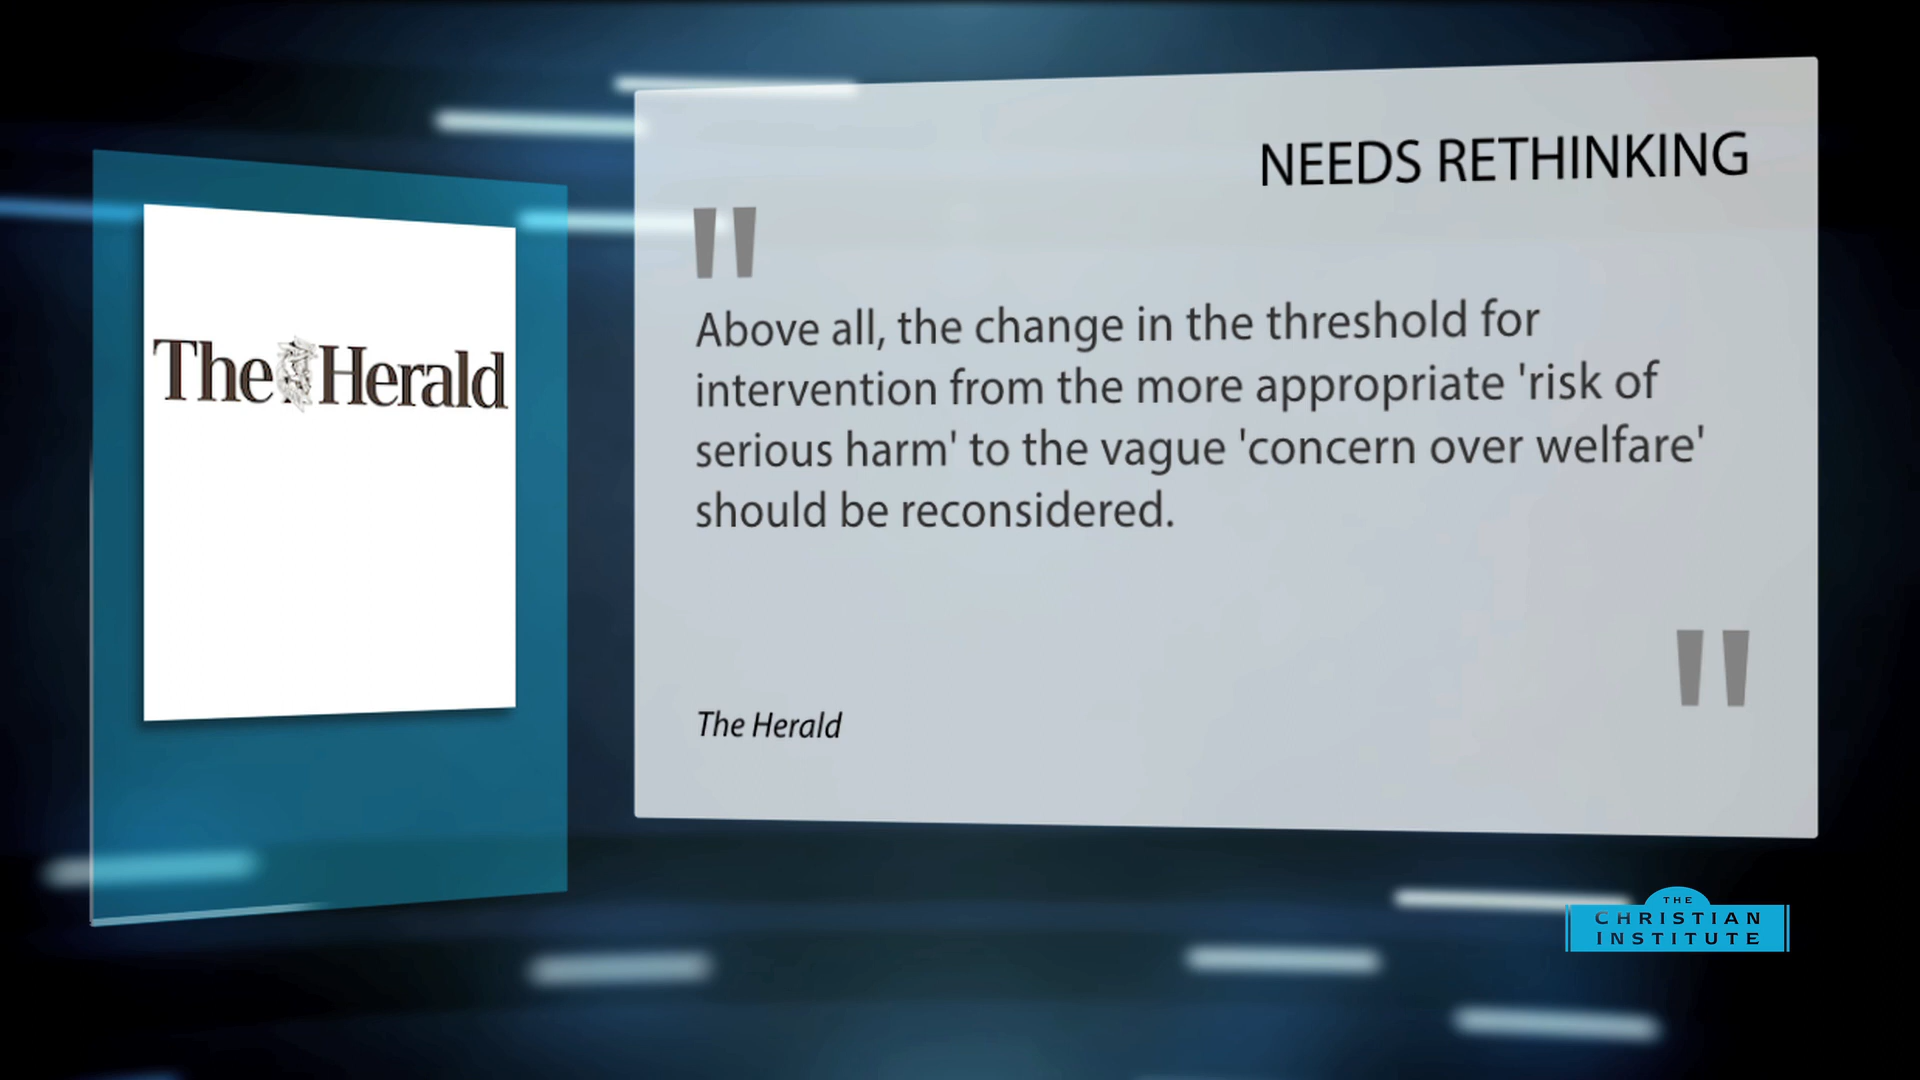 The Herald
NEEDS RETHINKING
"
Above all, the change in the threshold for
intervention from the more appropriate 'risk of
serious harm' to the vague 'concern over welfare'
should be reconsidered.
"
The Herald
THE
CHRISTIAN
INSTITUTE